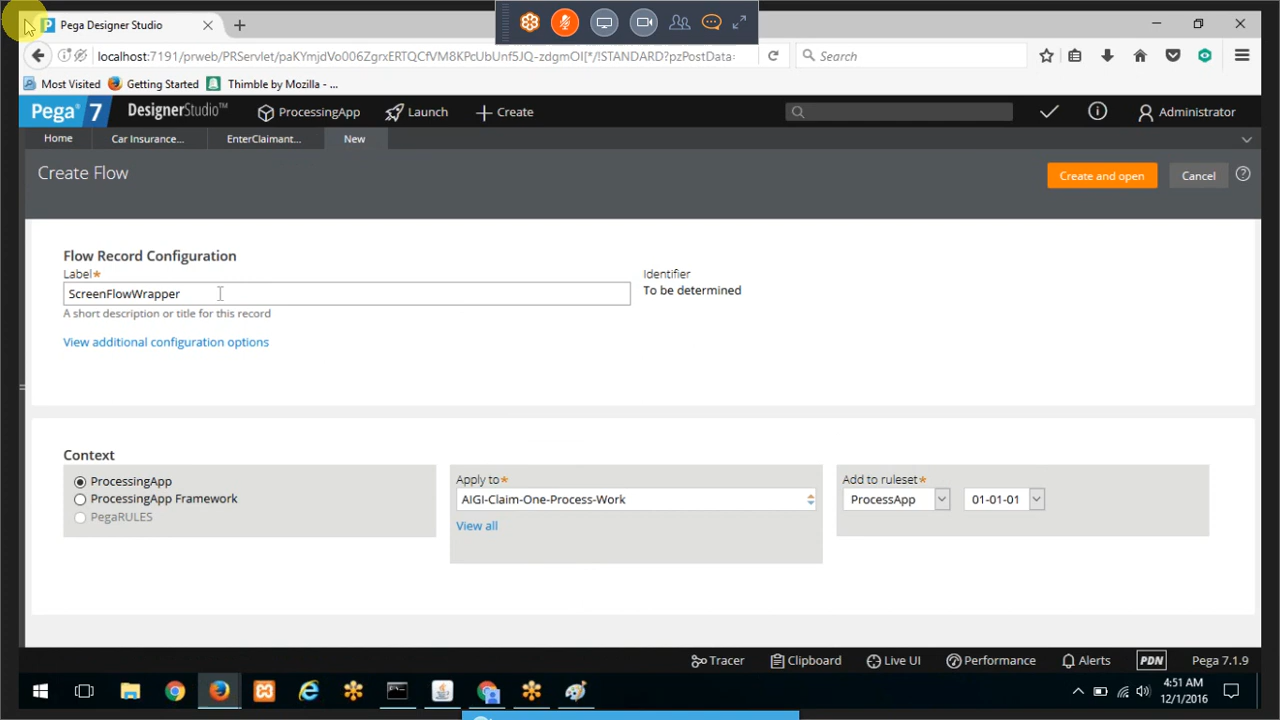 Pega Designer Studio
localhost:7191/prweb/PRServlet/paKYmjdVo006ZgrxERTQCfVM8KPcUbUnf5JQ-zdgmOI[*/!STANDARD?pzPostData=
Search
Most Visited Getting Started Thimble by Mozilla - ...
Pega 7 DesignerStudio™ ProcessingApp Launch Create Administrator
Home Car Insurance... EnterClaimant... New
Create Flow
Create and open Cancel
Flow Record Configuration
Label* Identifier
ScreenFlowWrapper To be determined
A short description or title for this record
View additional configuration options
Context
ProcessingApp
ProcessingApp Framework
PegaRULES
Apply to*
AIGI-Claim-One-Process-Work
View all
Add to ruleset*
ProcessApp 01-01-01
Tracer Clipboard Live UI Performance Alerts PDN Pega 7.1.9
4:51 AM
12/1/2016